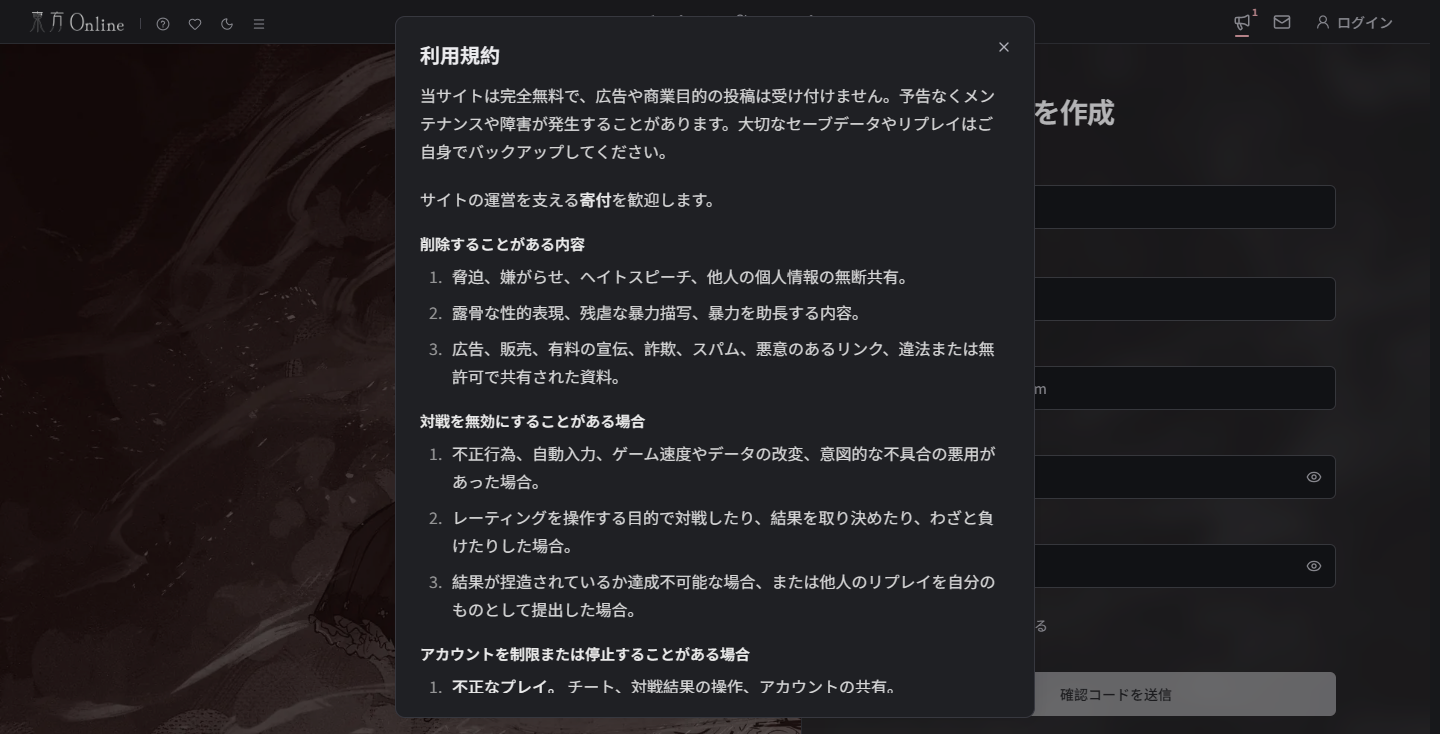 東方Online
1
ログイン
利用規約
当サイトは完全無料で、広告や商業目的の投稿は受け付けません。予告なくメン
テナンスや障害が発生することがあります。大切なセーブデータやリプレイはご
自身でバックアップしてください。
サイトの運営を支える寄付を歓迎します。
削除することがある内容
1. 脅迫、嫌がらせ、ヘイトスピーチ、他人の個人情報の無断共有。
2. 露骨な性的表現、残虐な暴力描写、暴力を助長する内容。
3. 広告、販売、有料の宣伝、詐欺、スパム、悪意のあるリンク、違法または無
許可で共有された資料。
対戦を無効にすることがある場合
1. 不正行為、自動入力、ゲーム速度やデータの改変、意図的な不具合の悪用が
あった場合。
2. レーティングを操作する目的で対戦したり、結果を取り決めたり、わざと負
けたりした場合。
3. 結果が捏造されているか達成不可能な場合、または他人のリプレイを自分の
ものとして提出した場合。
アカウントを制限または停止することがある場合
1. 不正なプレイ。 チート、対戦結果の操作、アカウントの共有。
を作成
m
る
確認コードを送信